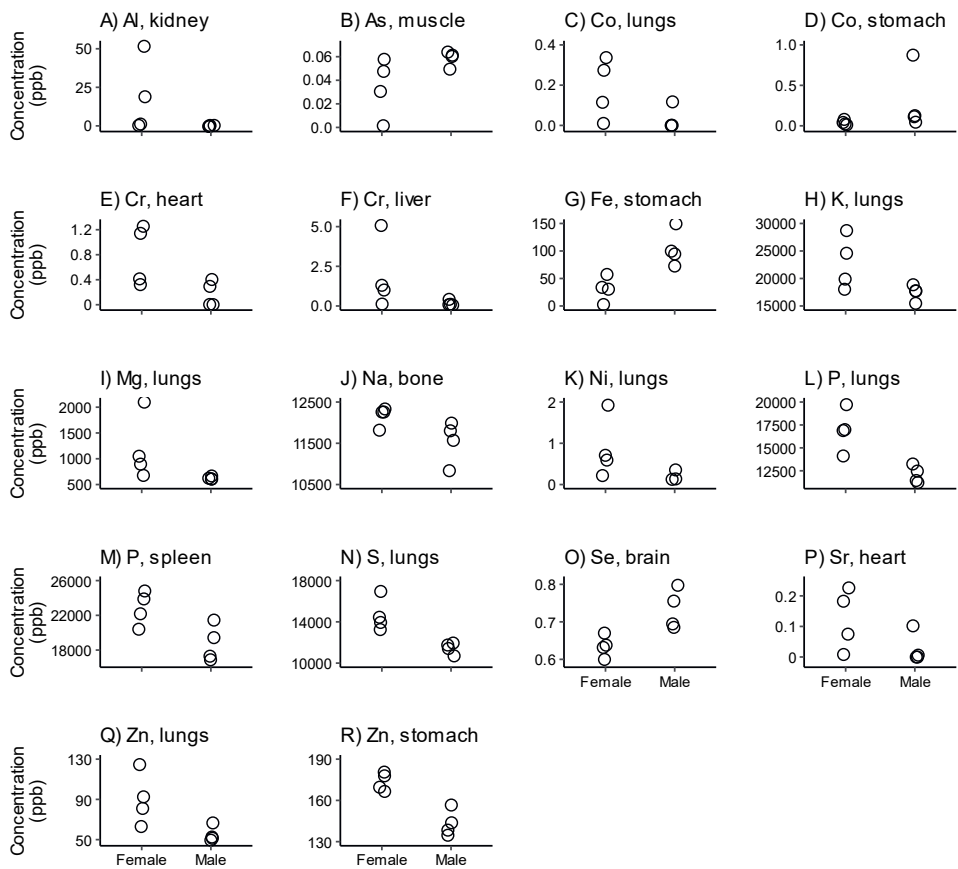 A) Al, kidney
B) As, muscle
C) Co, lungs
D) Co, stomach
Concentration
(ppb)
50
25
0
0.06
0.04
0.02
0.0
0.4
0.2
0.0
1.0
0.5
0.0
E) Cr, heart
F) Cr, liver
G) Fe, stomach
H) K, lungs
Concentration
(ppb)
1.2
0.8
0.4
0
5.0
2.5
0.0
150
100
50
0
30000
25000
20000
15000
I) Mg, lungs
J) Na, bone
K) Ni, lungs
L) P, lungs
Concentration
(ppb)
2000
1500
1000
500
12500
11500
10500
2
1
0
20000
17500
15000
12500
M) P, spleen
N) S, lungs
O) Se, brain
P) Sr, heart
Concentration
(ppb)
26000
22000
18000
18000
14000
10000
0.8
0.7
0.6
0.2
0.1
0
Female Male
Female Male
Q) Zn, lungs
R) Zn, stomach
Concentration
(ppb)
130
90
50
190
160
130
Female Male
Female Male